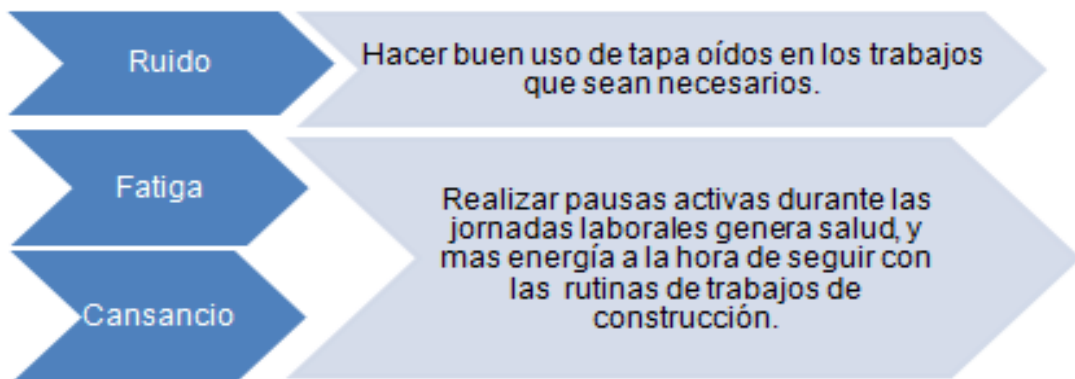 Ruido
Hacer buen uso de tapa oídos en los trabajos
que sean necesarios.
Fatiga
Cansancio
Realizar pausas activas durante las
jornadas laborales genera salud, y
mas energía a la hora de seguir con
las rutinas de trabajos de
construcción.